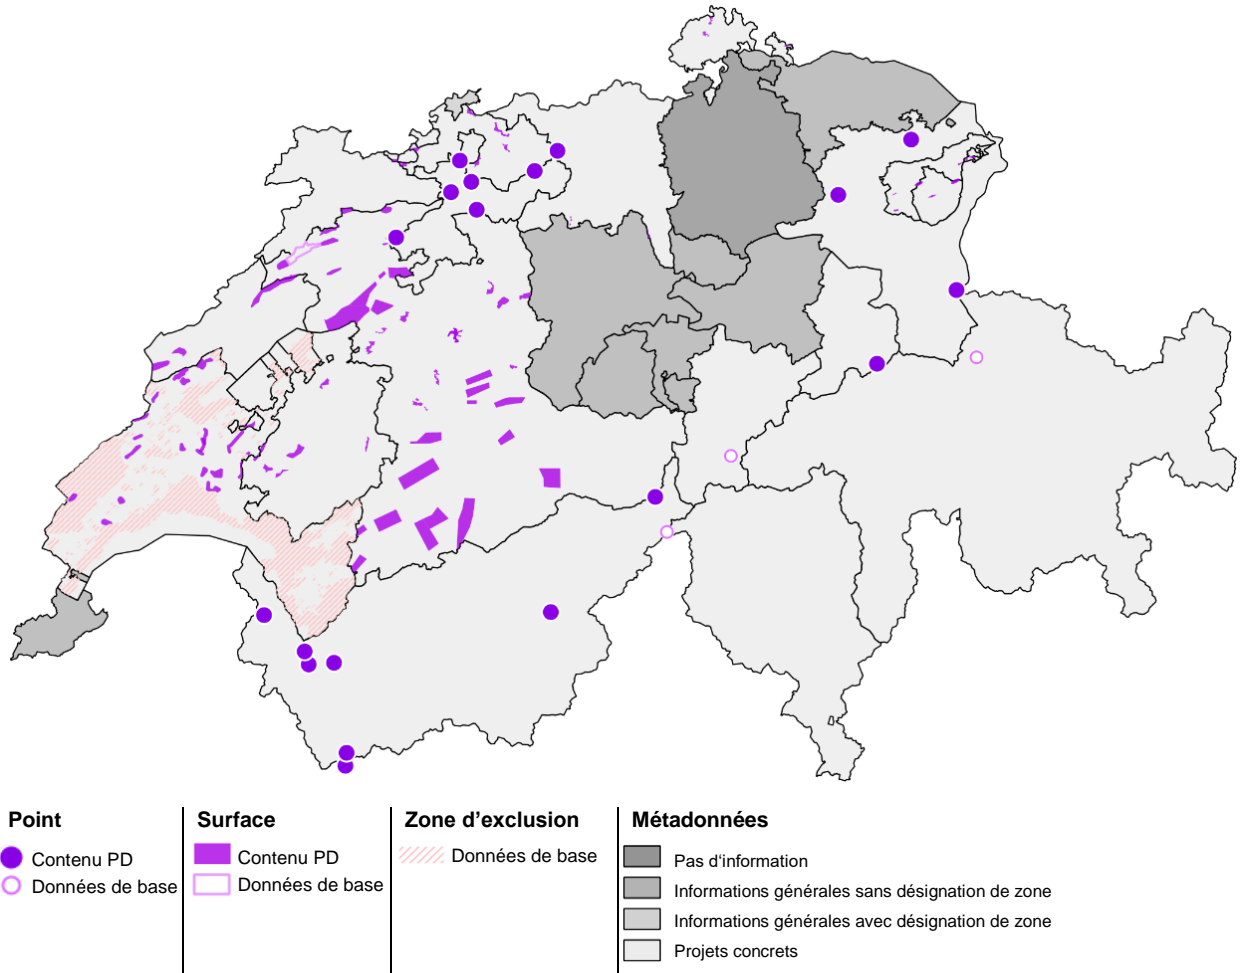 Point
Contenu PD
Données de base
Surface
Contenu PD
Données de base
Zone d’exclusion
Données de base
Métadonnées
Pas d‘information
Informations générales sans désignation de zone
Informations générales avec désignation de zone
Projets concrets